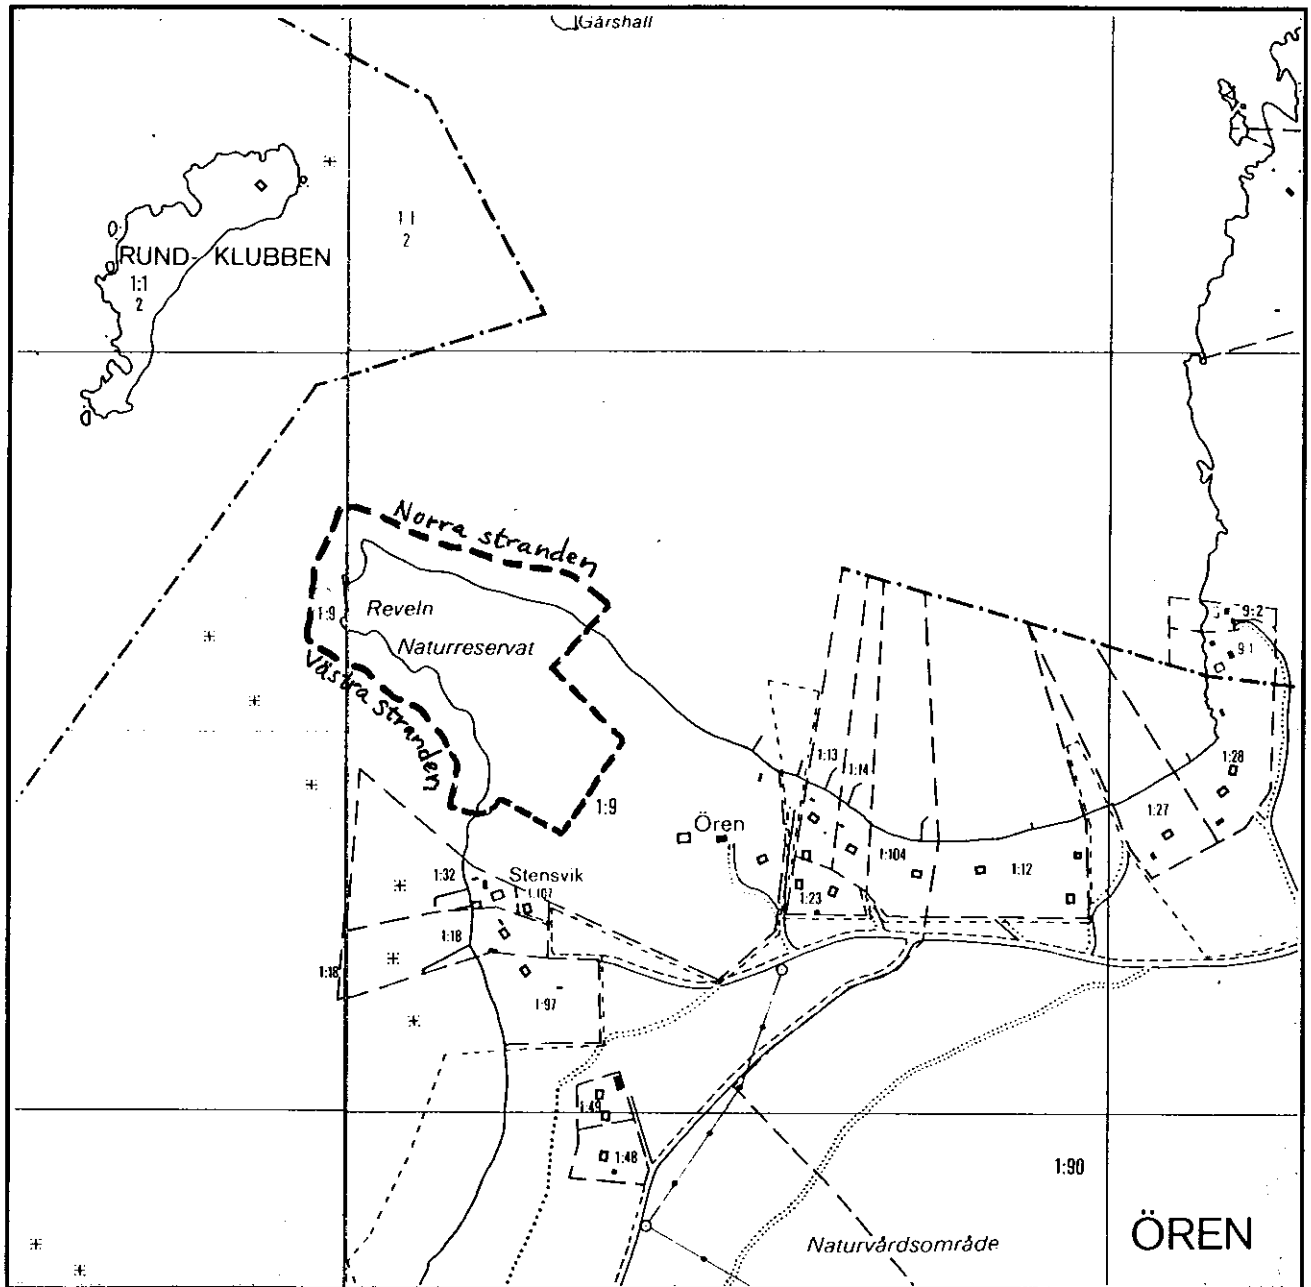 Gårshall
1 1
2
RUND- KLUBBEN
1:1
2
Norra stranden
1:9
Reveln
Naturreservat
9:2
9 1
Västra stranden
1:13
1:14
1:28
1:9
1:27
Ören
1:104
1:12
1:32
Stensvik
1:107
1:23
1:18
1:18
1:97
1:49
1:48
1:90
Naturvårdsområde
ÖREN